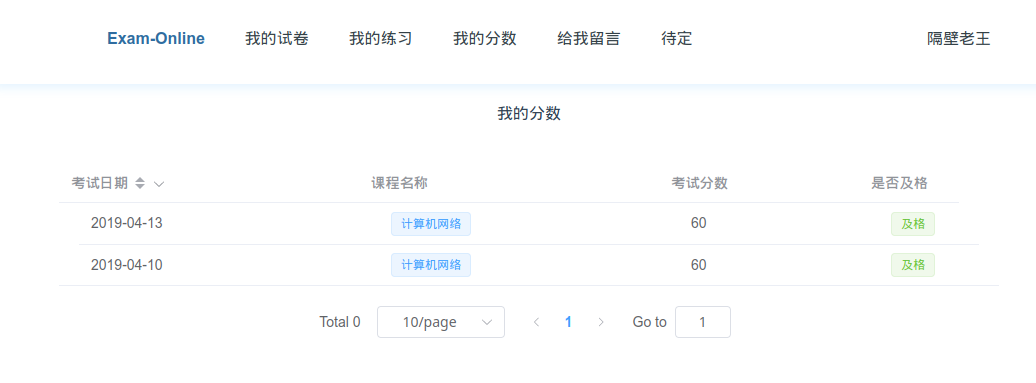 Exam-Online 我的试卷 我的练习 我的分数 给我留言 待定 隔壁老王
我的分数
考试日期 课程名称 考试分数 是否及格
2019-04-13 计算机网络 60 及格
2019-04-10 计算机网络 60 及格
Total 0 10/page 1 Go to 1